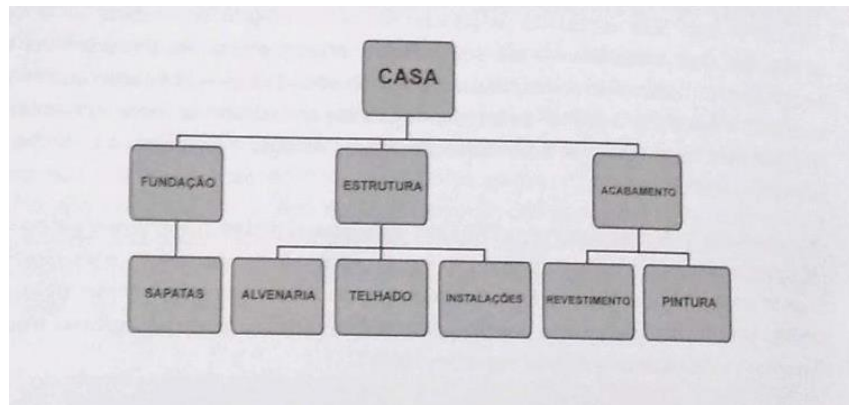 CASA
FUNDAÇÃO
ESTRUTURA
ACABAMENTO
SAPATAS
ALVENARIA
TELHADO
INSTALAÇÕES
REVESTIMENTO
PINTURA